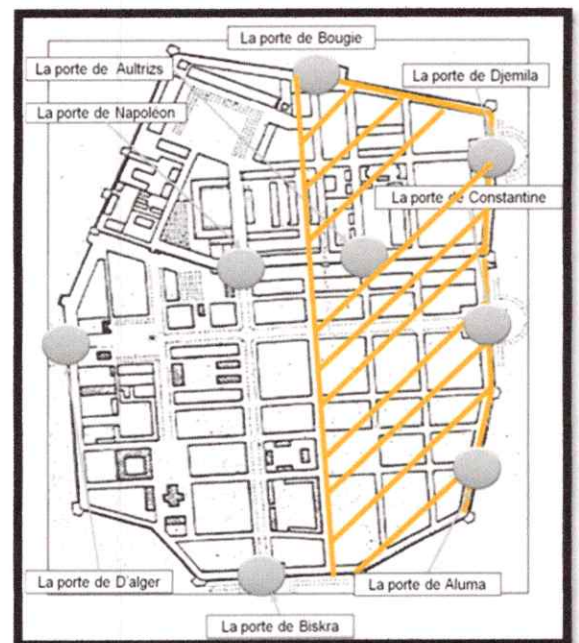 La porte de Bougie
La porte de Aultrizs
La porte de Djemila
La porte de Napoléon
La porte de Constantine
La porte de D'alger
La porte de Aluma
La porte de Biskra